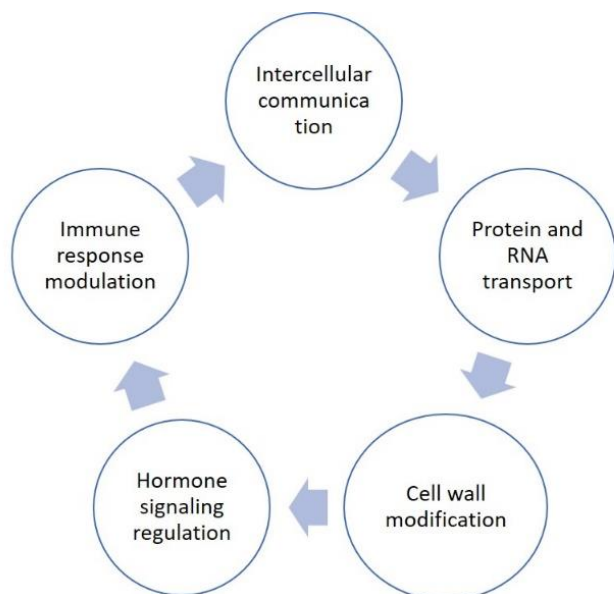 Intercellular
communica
tion
Protein and
RNA
transport
Cell wall
modification
Hormone
signaling
regulation
Immune
response
modulation